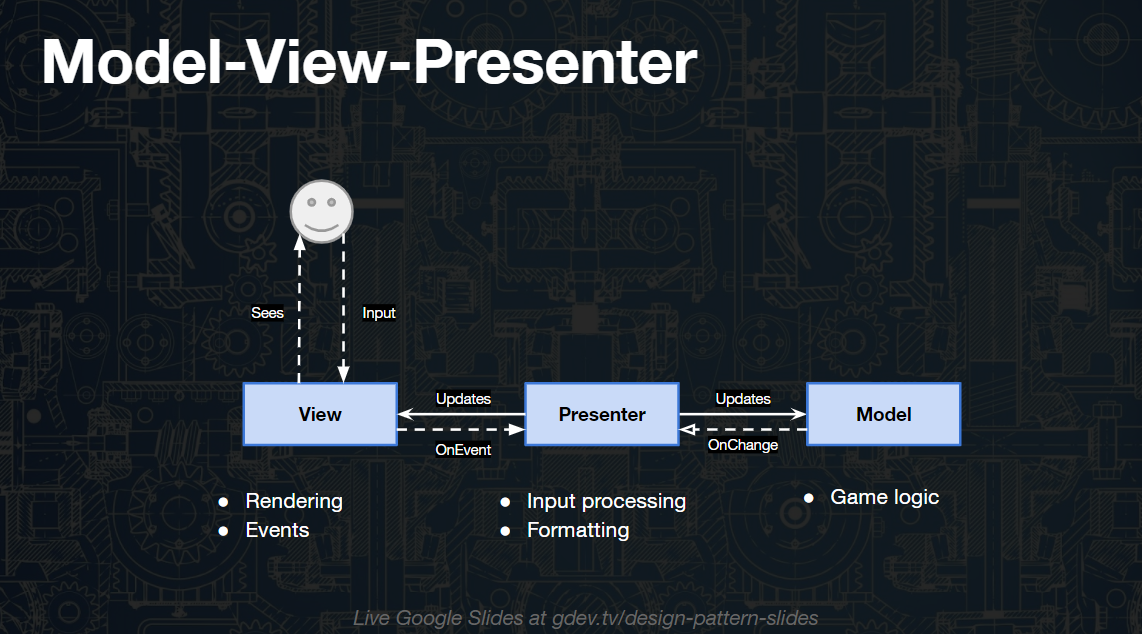 Model-View-Presenter
Sees
Input
View
Updates
OnEvent
Presenter
Updates
OnChange
Model
● Rendering
● Events
● Input processing
● Formatting
● Game logic
Live Google Slides at gdev.tv/design-pattern-slides